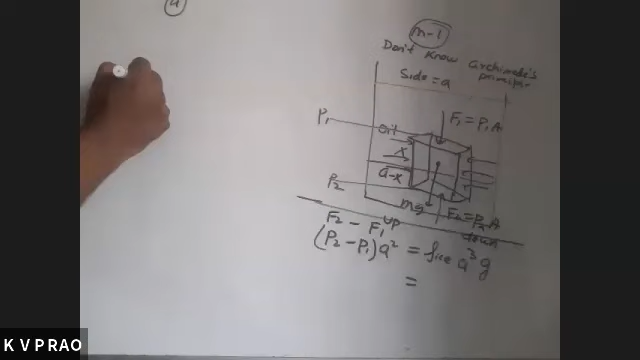 a
m-1
Don't Know Archimede's
principle
Side = a
F₁ = P₁A
P₁
oil
x
a-x
P₂
mg
F₂ = P₂A
F₂ - F₁ up
down
(P₂ - P₁) a² = ρice a³ g
=
K V P RAO